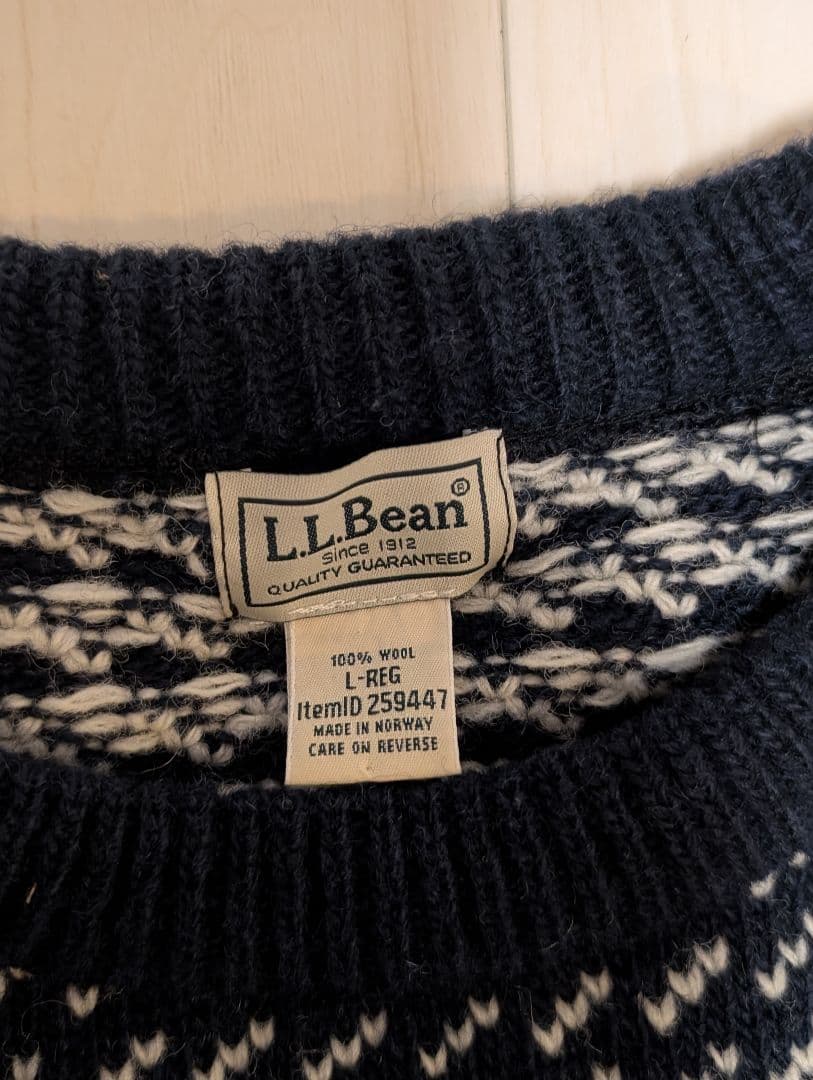 L.L.Bean®
Since 1912
QUALITY GUARANTEED
100% WOOL
L-REG
ItemID 259447
MADE IN NORWAY
CARE ON REVERSE